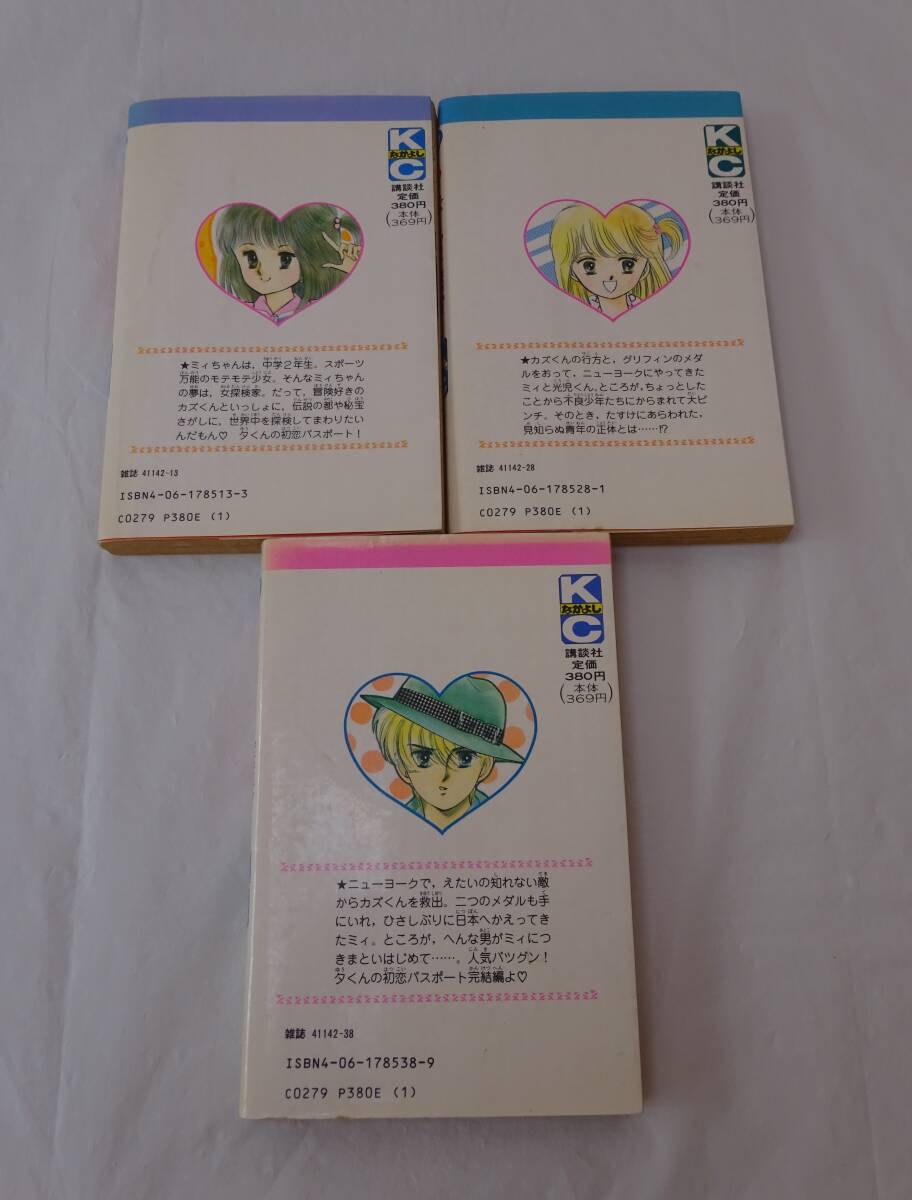 K
なかよし
C
講談社
定価
380円
(本体
369円)
★ミィちゃんは，中学2年生。スポーツ
万能のモテモテ少女。そんなミィちゃん
の夢は，女探検家。だって，冒険好きの
カズくんといっしょに，伝説の都や秘宝
さがしに，世界中を探検してまわりたい
んだもん♡ 夕くんの初恋パスポート！
雑誌 41142-13
ISBN4-06-178513-3
C0279 P380E (1)
K
なかよし
C
講談社
定価
380円
(本体
369円)
★カズくんの行方と，グリフィンのメダ
ルをおって，ニューヨークにやってきた
ミィと光児くん。ところが，ちょっとした
ことから不良少年たちにからまれて大ピ
ンチ。そのとき，たすけにあらわれた，
見知らぬ青年の正体とは……!?
雑誌 41142-28
ISBN4-06-178528-1
C0279 P380E (1)
K
なかよし
C
講談社
定価
380円
(本体
369円)
★ニューヨークで，えたいの知れない敵
からカズくんを救出。二つのメダルも手
にいれ，ひさしぶりに日本へかえってき
たミィ。ところが，へんな男がミィにつ
きまといはじめて……。人気バツグン！
夕くんの初恋パスポート完結編よ♡
雑誌 41142-38
ISBN4-06-178538-9
C0279 P380E (1)